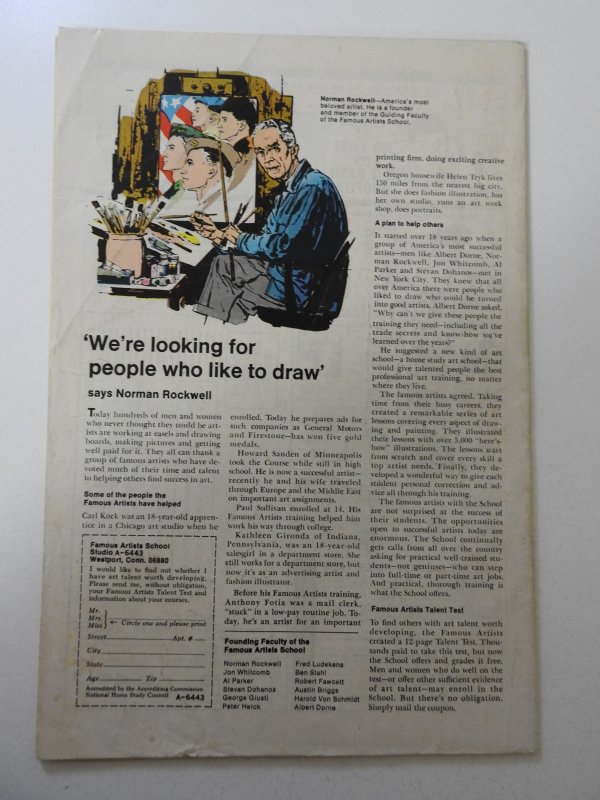 Norman Rockwell—America's most
beloved artist. He is a founder
and member of the Guiding Faculty
of the Famous Artists School.
'We're looking for
people who like to draw'
says Norman Rockwell
Today hundreds of men and women
who never thought they could be art-
ists are working at easels and drawing
boards, making pictures and getting
well paid for it. They all can thank a
group of famous artists who have de-
voted much of their time and talent
to helping others find success in art.
Some of the people the
Famous Artists have helped
Carl Kock was an 18-year-old appren-
tice in a Chicago art studio when he
enrolled. Today he prepares ads for
such companies as General Motors
and Firestone—has won five gold
medals.
Howard Sanden of Minneapolis
took the Course while still in high
school. He is now a successful artist—
recently he and his wife traveled
through Europe and the Middle East
on important art assignments.
Paul Sullivan enrolled at 14. His
Famous Artists training helped him
work his way through college.
Kathleen Gironda of Indiana,
Pennsylvania, was an 18-year-old
salesgirl in a department store. She
still works for a department store, but
now it's as an advertising artist and
fashion illustrator.
Before his Famous Artists training,
Anthony Fotia was a mail clerk,
"stuck" in a low-pay routine job. To-
day, he's an artist for an important
printing firm, doing exciting creative
work.
Oregon housewife Helen Tryk lives
150 miles from the nearest big city.
But she does fashion illustration, has
her own studio, runs an art work
shop, does portraits.
A plan to help others
It started over 18 years ago when a
group of America's most successful
artists—men like Albert Dorne, Nor-
man Rockwell, Jon Whitcomb, Al
Parker and Stevan Dohanos—met in
New York City. They knew that all
over America there were people who
liked to draw who could be turned
into good artists. Albert Dorne asked,
"Why can't we give these people the
training they need—including all the
trade secrets and know-how we've
learned over the years?"
He suggested a new kind of art
school—a home study art school—that
would give talented people the best
professional art training, no matter
where they live.
The famous artists agreed. Taking
time from their busy careers, they
created a remarkable series of art
lessons covering every aspect of draw-
ing and painting. They illustrated
their lessons with over 5,000 "here's-
how" illustrations. The lessons start
from scratch and cover every skill a
top artist needs. Finally, they de-
veloped a wonderful way to give each
student personal correction and ad-
vice all through his training.
The famous artists with the School
are not surprised at the success of
their students. The opportunities
open to successful artists today are
enormous. The School continually
gets calls from all over the country
asking for practical well-trained stu-
dents—not geniuses—who can step
into full-time or part-time art jobs.
And practical, thorough training is
what the School offers.
Famous Artists Talent Test
To find others with art talent worth
developing, the Famous Artists
created a 12-page Talent Test. Thou-
sands paid to take this test, but now
the School offers and grades it free.
Men and women who do well on the
test—or offer other sufficient evidence
of art talent—may enroll in the
School. But there's no obligation.
Simply mail the coupon.
Famous Artists School
Studio A-6443
Westport, Conn. 06880
I would like to find out whether I
have art talent worth developing.
Please send me, without obligation,
your Famous Artists Talent Test and
information about your courses.
Mr.
Mrs.
Miss
← Circle one and please print
Street Apt. #
City
State
Age Zip
Accredited by the Accrediting Commission
National Home Study Council A-6443
Founding Faculty of the
Famous Artists School
Norman Rockwell
Jon Whitcomb
Al Parker
Stevan Dohanos
George Giusti
Peter Helck
Fred Ludekens
Ben Stahl
Robert Fawcett
Austin Briggs
Harold Von Schmidt
Albert Dorne